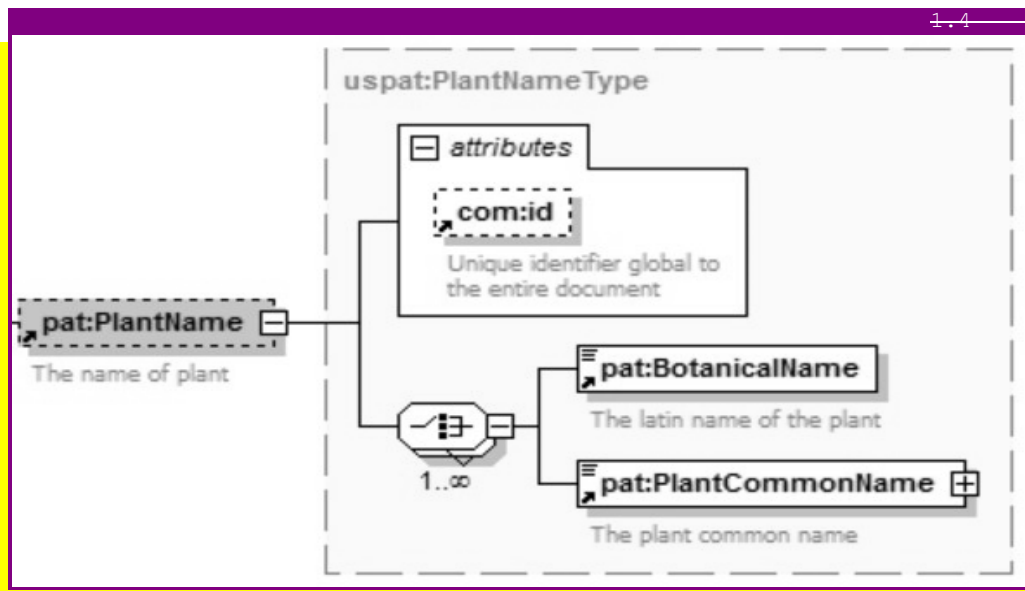 1.4
uspat:PlantNameType
attributes
com:id
Unique identifier global to
the entire document
pat:PlantName
The name of plant
pat:BotanicalName
The latin name of the plant
1..∞
pat:PlantCommonName
The plant common name